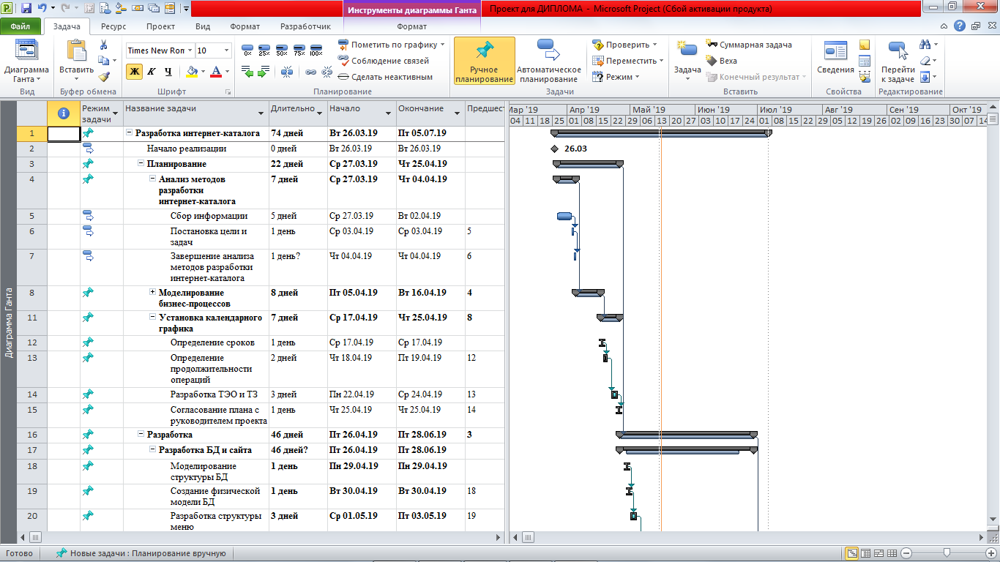 Инструменты диаграммы Ганта
Проект для ДИПЛОМА - Microsoft Project (Сбой активации продукта)
Файл Задача Ресурс Проект Вид Формат Разработчик Формат
Диаграмма Ганта
Вид
Вставить
Буфер обмена
Times New Ron 10
Ж К Ч А
Шрифт
0% 25% 50% 75% 100%
Пометить по графику
Соблюдение связей
Сделать неактивным
Планирование
Ручное планирование
Автоматическое планирование
Проверить
Переместить
Режим
Задачи
Задача
Суммарная задача
Веха
Конечный результат
Вставить
Сведения
Свойства
Перейти к задаче
Редактирование
Режим задачи Название задачи Длительно Начало Окончание Предшест
Мар '19 Апр '19 Май '19 Июн '19 Июл '19 Авг '19 Сен '19 Окт '19
04 11 18 25 01 08 15 22 29 06 13 20 27 03 10 17 24 01 08 15 22 29 05 12 19 26 02 09 16 23 30 07 14
1 Разработка интернет-каталога 74 дней Вт 26.03.19 Пт 05.07.19
2 Начало реализации 0 дней Вт 26.03.19 Вт 26.03.19
26.03
3 Планирование 22 дней Ср 27.03.19 Чт 25.04.19
4 Анализ методов 7 дней Ср 27.03.19 Чт 04.04.19
разработки
интернет-каталога
5 Сбор информации 5 дней Ср 27.03.19 Вт 02.04.19
6 Постановка цели и 1 день Ср 03.04.19 Ср 03.04.19 5
задач
7 Завершение анализа 1 день? Чт 04.04.19 Чт 04.04.19 6
методов разработки
интернет-каталога
8 Моделирование 8 дней Пт 05.04.19 Вт 16.04.19 4
бизнес-процессов
11 Установка календарного 7 дней Ср 17.04.19 Чт 25.04.19 8
графика
12 Определение сроков 1 день Ср 17.04.19 Ср 17.04.19
13 Определение 2 дней Чт 18.04.19 Пт 19.04.19 12
продолжительности
операций
14 Разработка ТЭО и ТЗ 3 дней Пн 22.04.19 Ср 24.04.19 13
15 Согласование плана с 1 день Чт 25.04.19 Чт 25.04.19 14
руководителем проекта
16 Разработка 46 дней Пт 26.04.19 Пт 28.06.19 3
17 Разработка БД и сайта 46 дней? Пт 26.04.19 Пт 28.06.19
18 Моделирование 1 день Пн 29.04.19 Пн 29.04.19
структуры БД
19 Создание физической 1 день Вт 30.04.19 Вт 30.04.19 18
модели БД
20 Разработка структуры 3 дней Ср 01.05.19 Пт 03.05.19 19
меню
Диаграмма Ганта
Готово Новые задачи : Планирование вручную